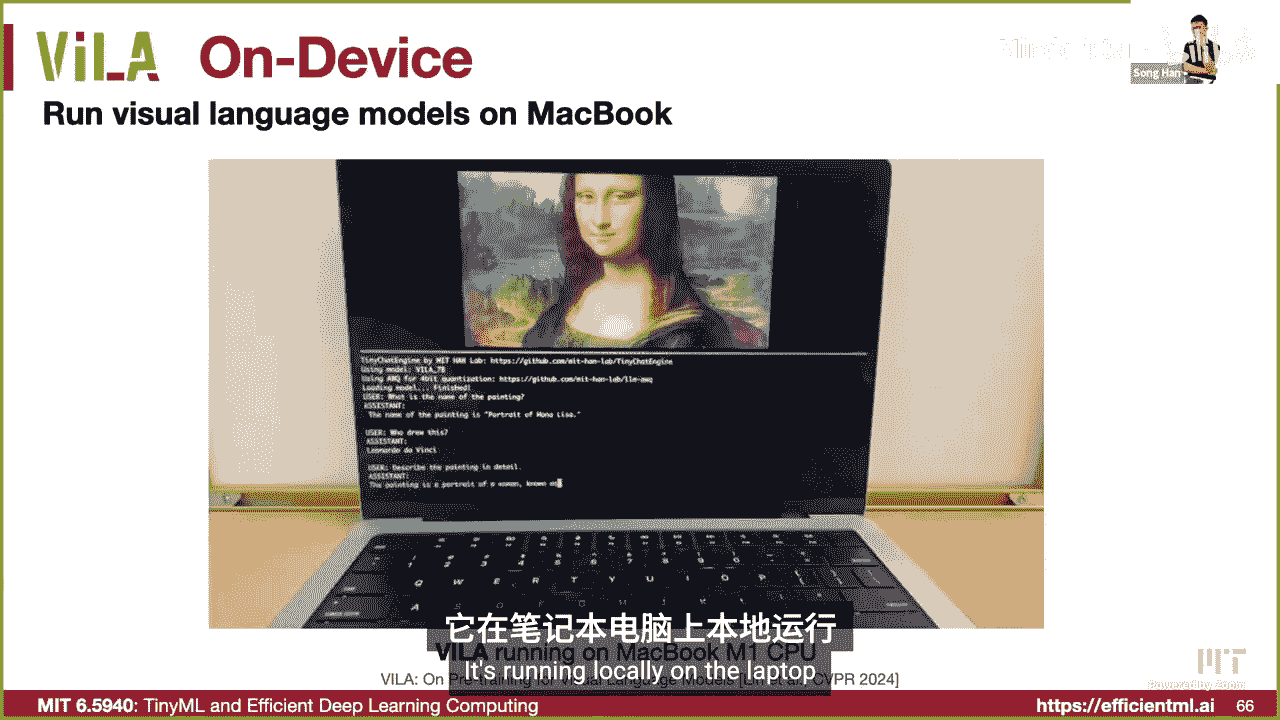 VILA On-Device
Song Han
Run visual language models on MacBook
TinyChatEngine by MIT HAN Lab: https://github.com/mit-han-lab/TinyChatEngine
Using model: VILA_7B
Using AWQ for 4bit quantization: https://github.com/mit-han-lab/llm-awq
Loading model... Finished!
USER: What is the name of the painting?
ASSISTANT:
The name of the painting is "Portrait of Mona Lisa."
USER: Who drew this?
ASSISTANT:
Leonardo da Vinci
USER: Describe the painting in detail.
ASSISTANT:
The painting is a portrait of a woman, known as
Q W E R T Y U I O P
它在笔记本电脑上本地运行
VILA running on MacBook M1 CPU
It's running locally on the laptop
VILA: On Visual Language Models CVPR 2024]
MIT
Powered by Zoom
MIT 6.5940: TinyML and Efficient Deep Learning Computing
https://efficientml.ai
66